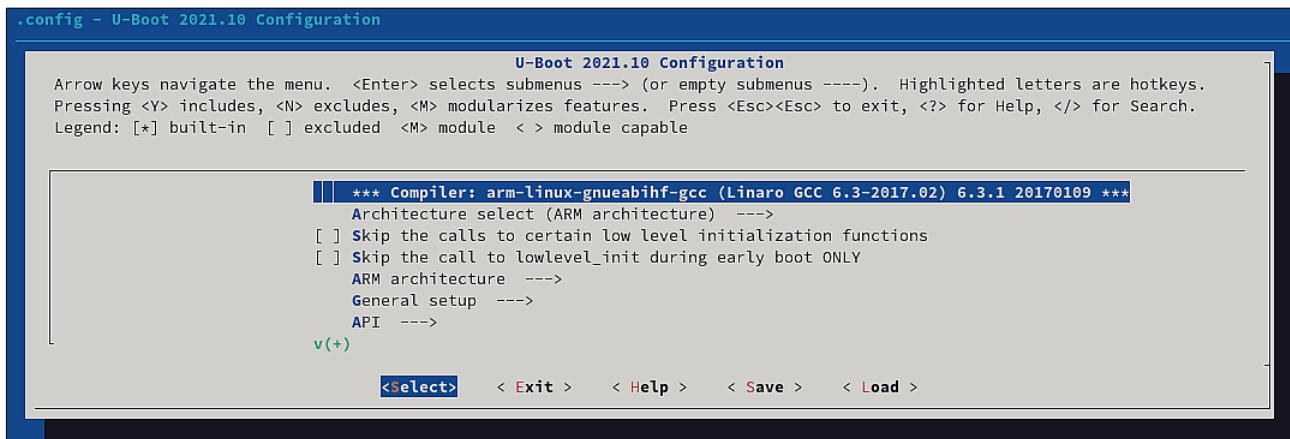 .config - U-Boot 2021.10 Configuration
U-Boot 2021.10 Configuration
Arrow keys navigate the menu.  <Enter> selects submenus ---> (or empty submenus ----).  Highlighted letters are hotkeys.
Pressing <Y> includes, <N> excludes, <M> modularizes features.  Press <Esc><Esc> to exit, <?> for Help, </> for Search.
Legend: [*] built-in  [ ] excluded  <M> module  < > module capable
*** Compiler: arm-linux-gnueabihf-gcc (Linaro GCC 6.3-2017.02) 6.3.1 20170109 ***
Architecture select (ARM architecture)  --->
[ ] Skip the calls to certain low level initialization functions
[ ] Skip the call to lowlevel_init during early boot ONLY
ARM architecture  --->
General setup  --->
API  --->
v(+)
<Select>    < Exit >    < Help >    < Save >    < Load >